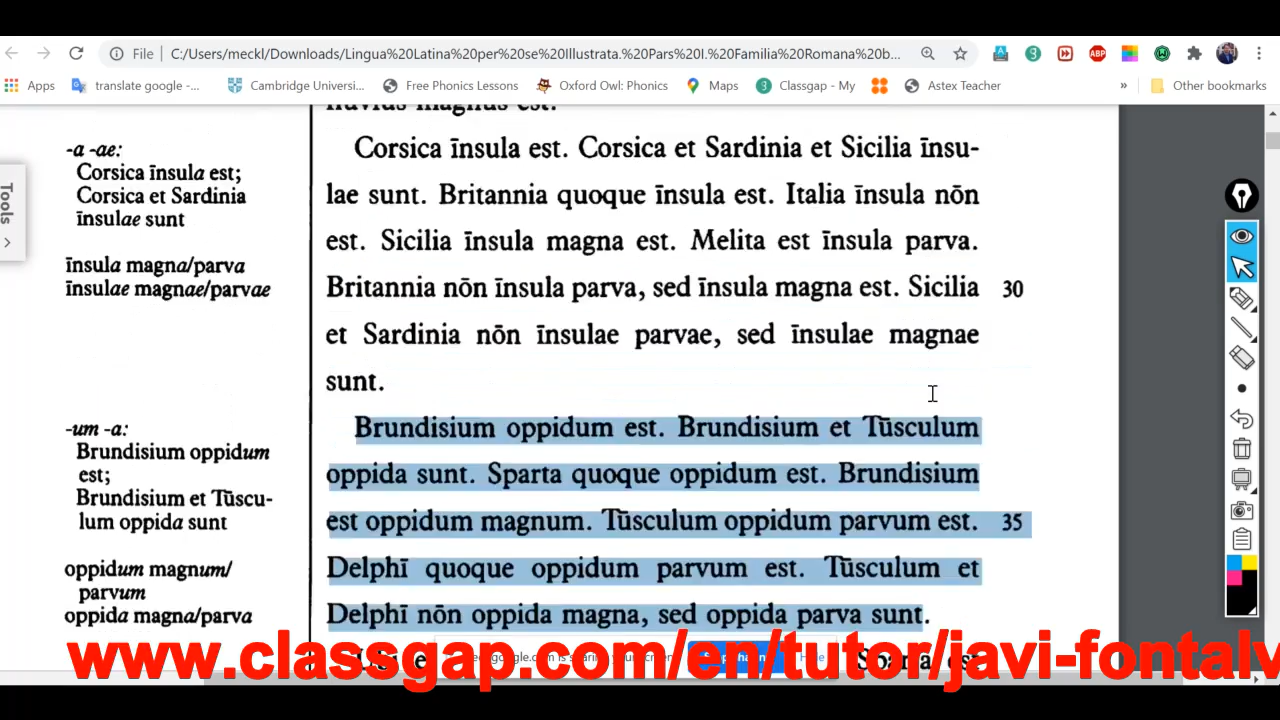 File | C:/Users/meckl/Downloads/Lingua%20Latina%20per%20se%20Illustrata.%20Pars%20I.%20Familia%20Romana%20b...
Apps translate google -... Cambridge Universi... Free Phonics Lessons Oxford Owl: Phonics Maps Classgap - My Astex Teacher » Other bookmarks
Tools
fluvius magnus est.
-a -ae:
Corsica īnsula est;
Corsica et Sardinia
īnsulae sunt
īnsula magna/parva
īnsulae magnae/parvae
Corsica īnsula est. Corsica et Sardinia et Sicilia īnsu-
lae sunt. Britannia quoque īnsula est. Italia īnsula nōn
est. Sicilia īnsula magna est. Melita est īnsula parva.
Britannia nōn īnsula parva, sed īnsula magna est. Sicilia 30
et Sardinia nōn īnsulae parvae, sed īnsulae magnae
sunt.
-um -a:
Brundisium oppidum
est;
Brundisium et Tūscu-
lum oppida sunt
oppidum magnum/
parvum
oppida magna/parva
Brundisium oppidum est. Brundisium et Tūsculum
oppida sunt. Sparta quoque oppidum est. Brundisium
est oppidum magnum. Tūsculum oppidum parvum est. 35
Delphī quoque oppidum parvum est. Tūsculum et
Delphī nōn oppida magna, sed oppida parva sunt.
Sparta est
www.classgap.com/en/tutor/javi-fontalv